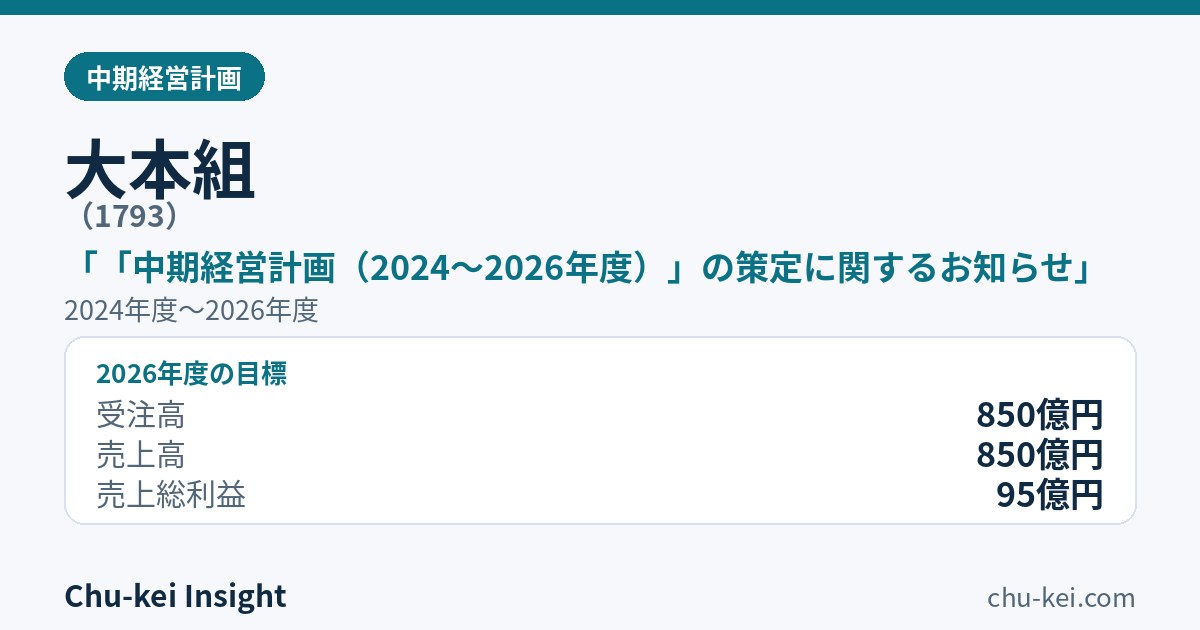 中期経営計画
大本組
（1793）
「「中期経営計画（2024～2026年度）」の策定に関するお知らせ」
2024年度～2026年度
2026年度の目標
受注高 850億円
売上高 850億円
売上総利益 95億円
Chu-kei Insight
chu-kei.com